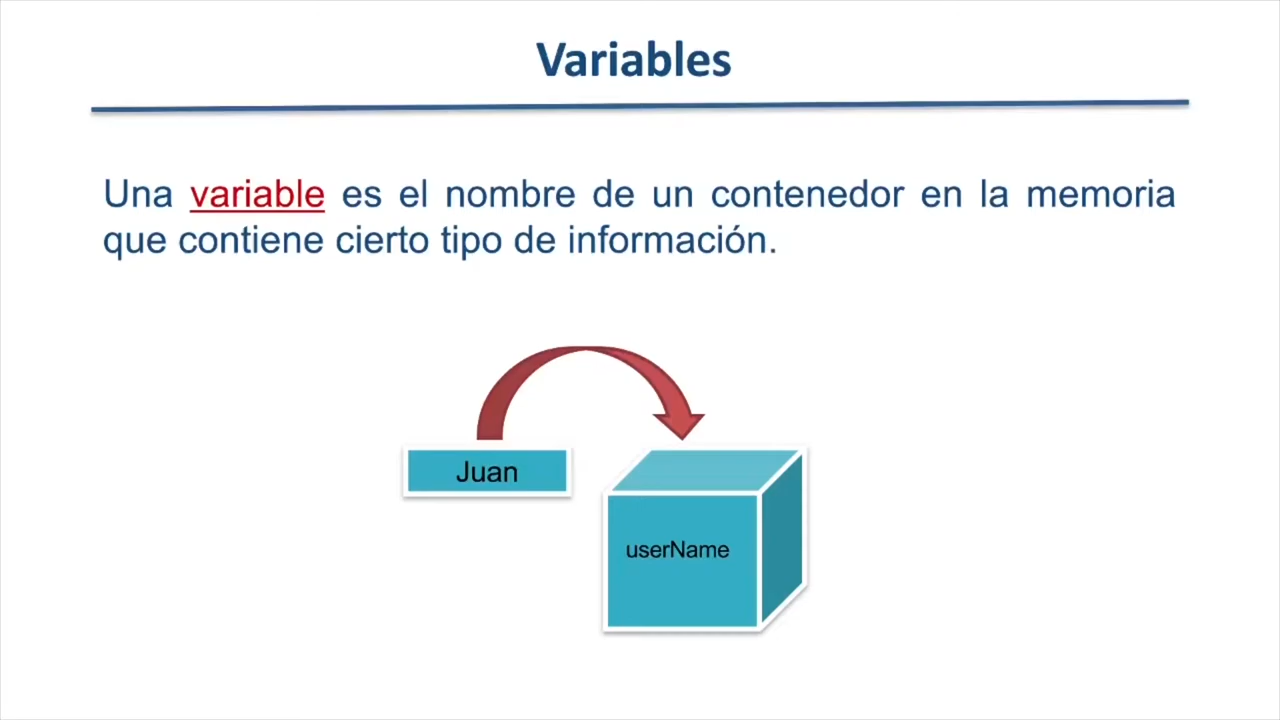 Variables
Una variable es el nombre de un contenedor en la memoria
que contiene cierto tipo de información.
Juan
userName